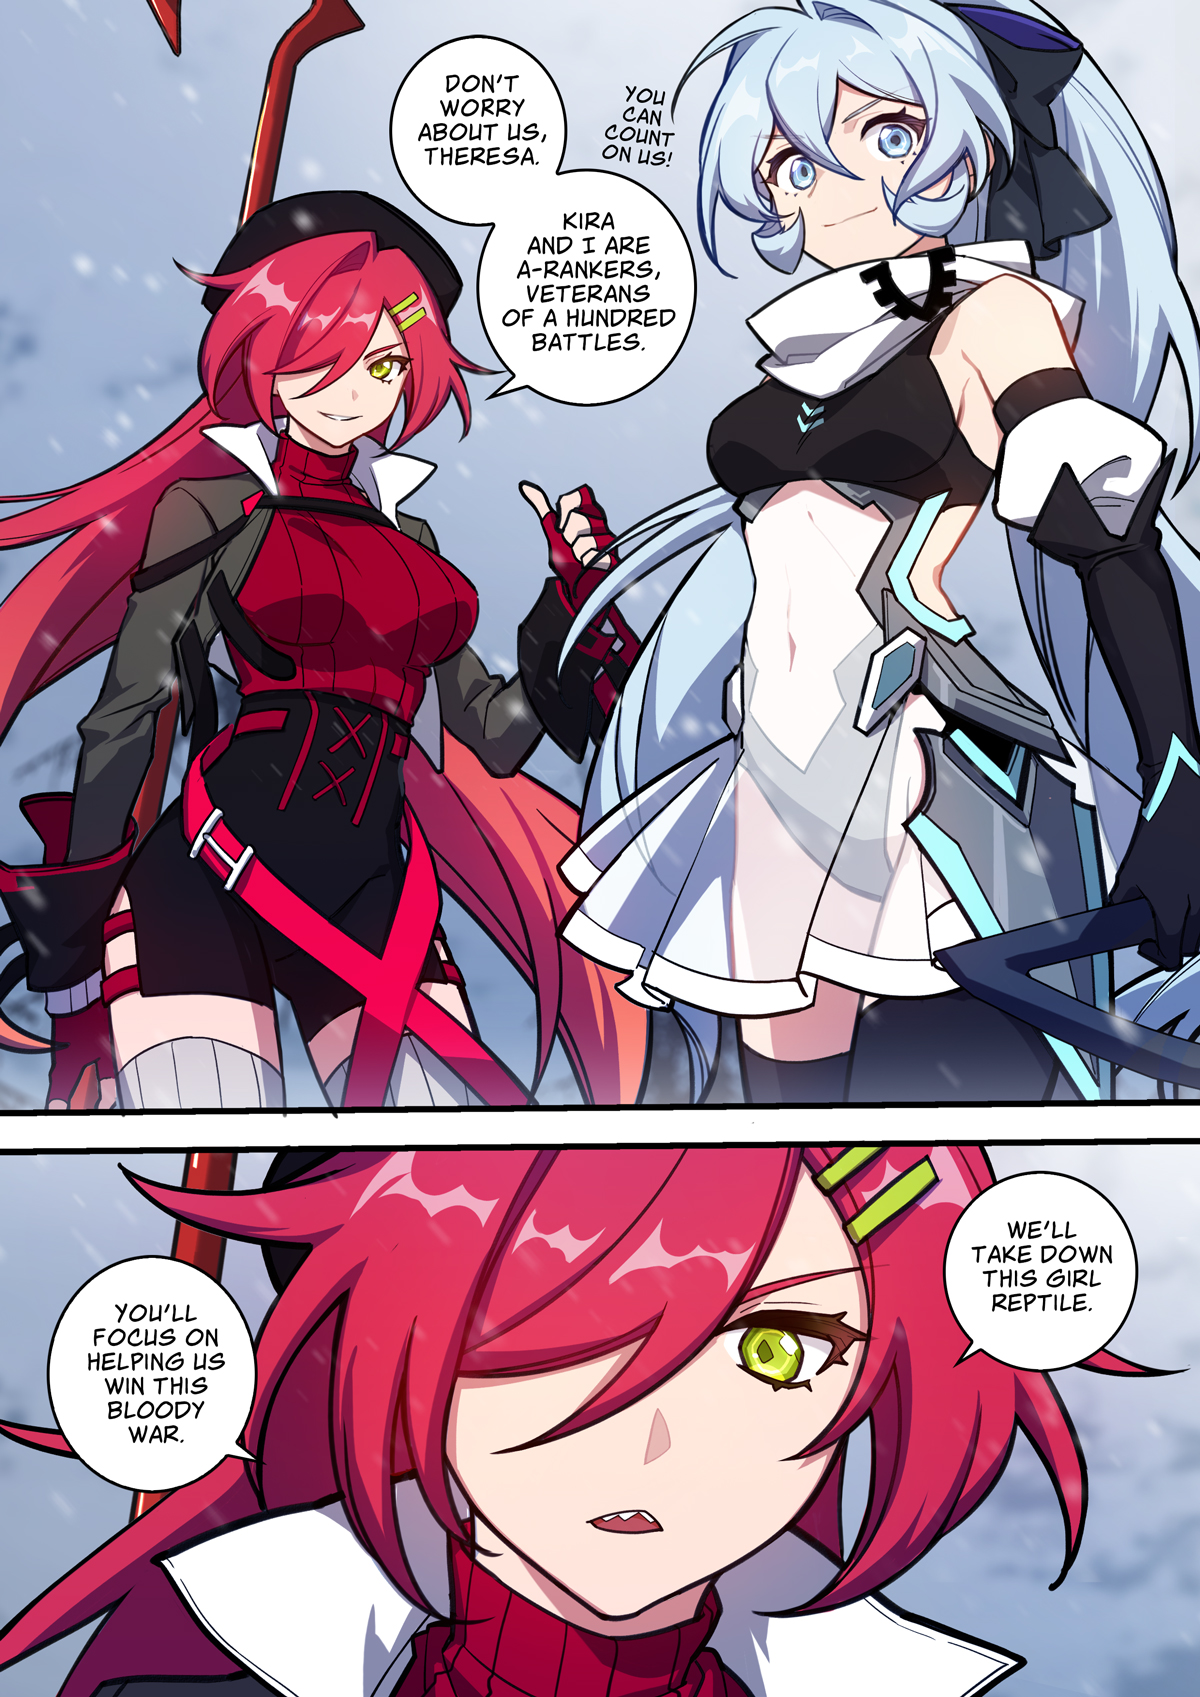 DON'T
WORRY
ABOUT US,
THERESA.
YOU
CAN
COUNT
ON US!
KIRA
AND I ARE
A-RANKERS,
VETERANS
OF A HUNDRED
BATTLES.
WE'LL
TAKE DOWN
THIS GIRL
REPTILE.
YOU'LL
FOCUS ON
HELPING US
WIN THIS
BLOODY
WAR.